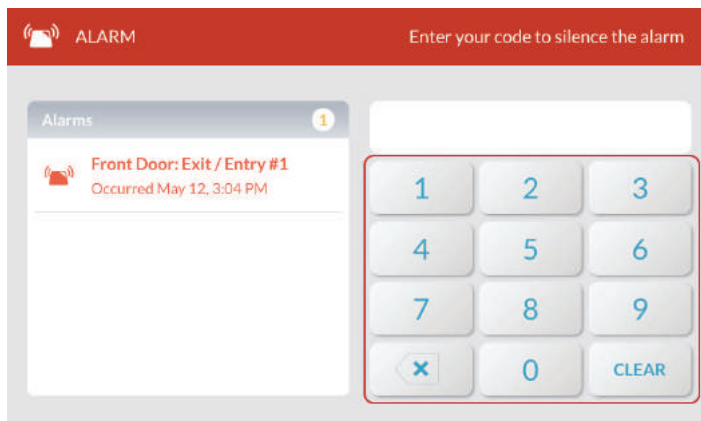 ALARM
Enter your code to silence the alarm
Alarms 1
Front Door: Exit / Entry #1
Occurred May 12, 3:04 PM
1 2 3
4 5 6
7 8 9
0 CLEAR